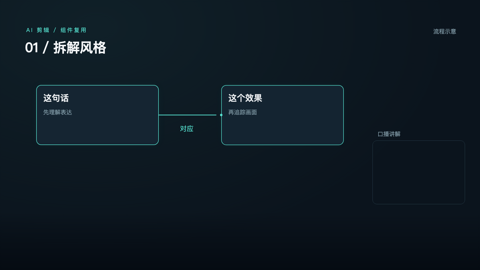 AI 剪辑 / 组件复用
01 / 拆解风格
流程示意
这句话
先理解表达
对应
这个效果
再追踪画面
口播讲解